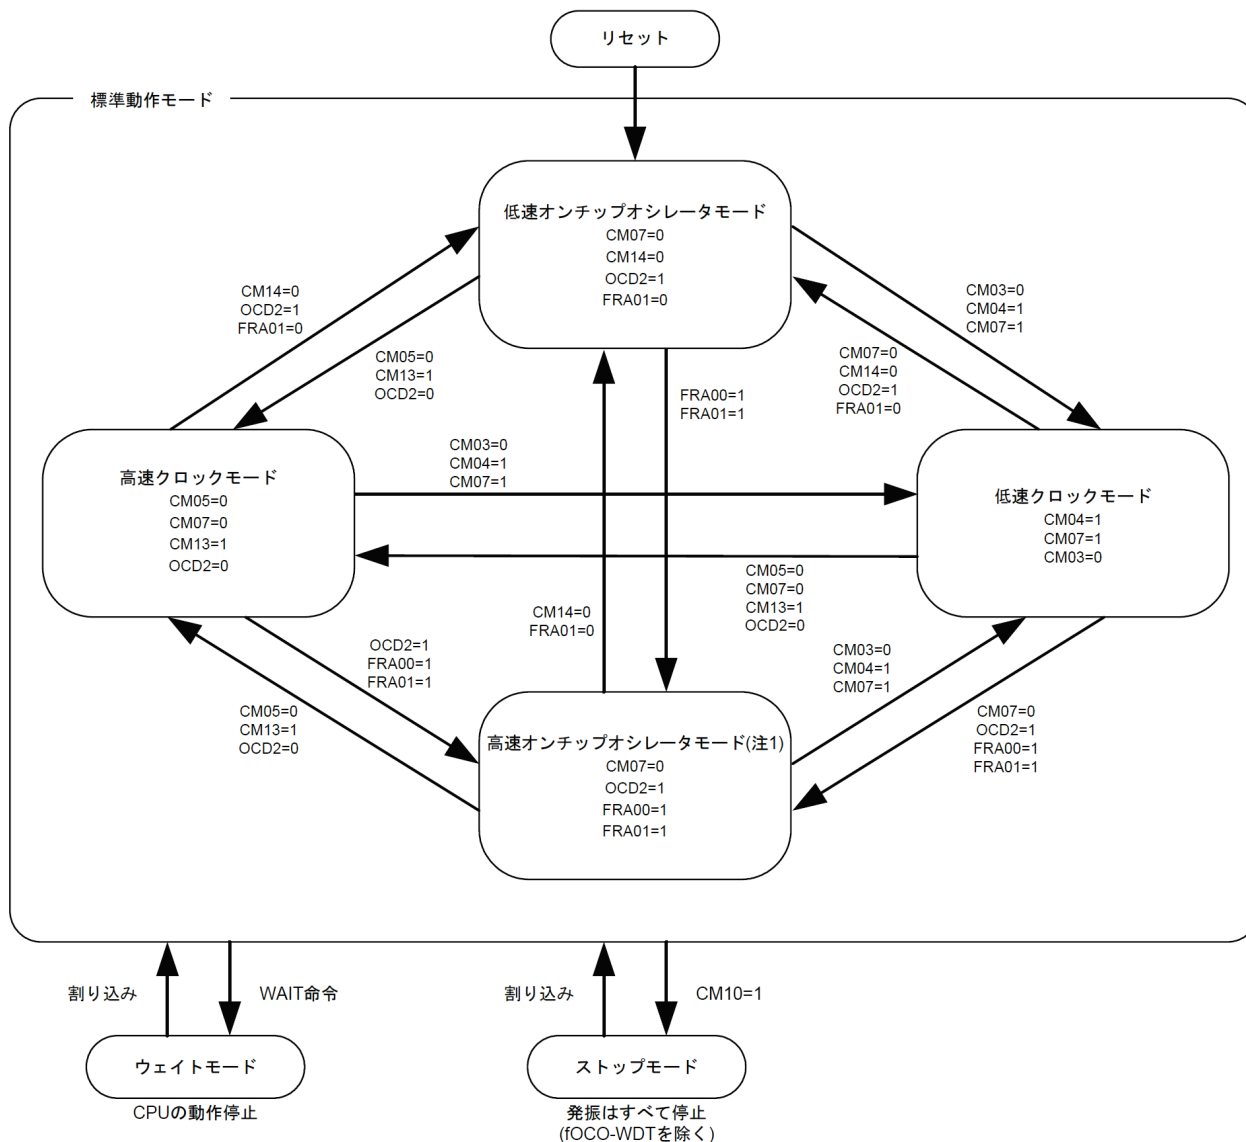 リセット
標準動作モード
低速オンチップオシレータモード
CM07=0
CM14=0
OCD2=1
FRA01=0
CM14=0
OCD2=1
FRA01=0
CM05=0
CM13=1
OCD2=0
CM03=0
CM04=1
CM07=1
CM07=0
CM14=0
OCD2=1
FRA01=0
FRA00=1
FRA01=1
高速クロックモード
CM05=0
CM07=0
CM13=1
OCD2=0
CM03=0
CM04=1
CM07=1
低速クロックモード
CM04=1
CM07=1
CM03=0
CM05=0
CM07=0
CM13=1
OCD2=0
CM14=0
FRA01=0
OCD2=1
FRA00=1
FRA01=1
CM03=0
CM04=1
CM07=1
CM05=0
CM13=1
OCD2=0
CM07=0
OCD2=1
FRA00=1
FRA01=1
高速オンチップオシレータモード(注1)
CM07=0
OCD2=1
FRA00=1
FRA01=1
割り込み
WAIT命令
割り込み
CM10=1
ウェイトモード
ストップモード
CPUの動作停止
発振はすべて停止
(fOCO-WDTを除く)